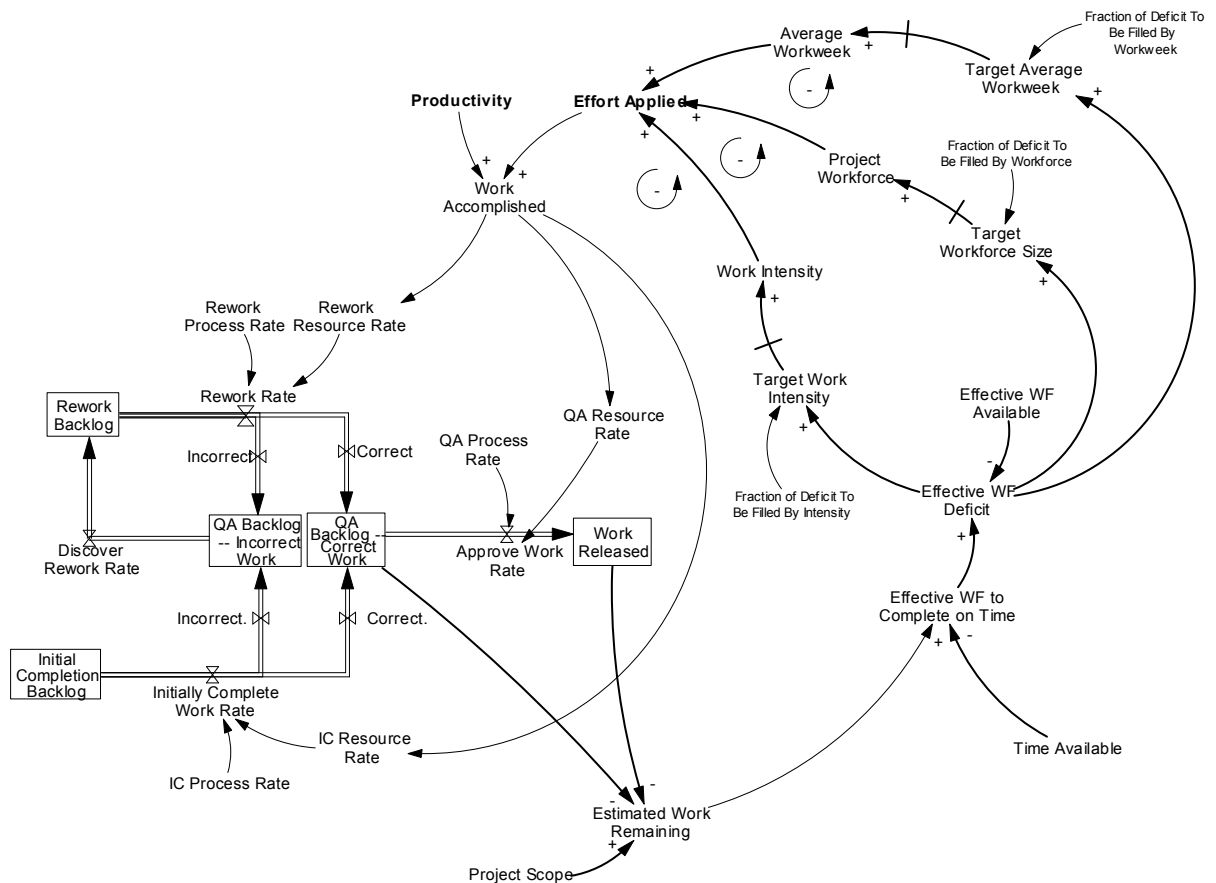 Fraction of Deficit To
Be Filled By
Workweek
Average
Workweek
+
+
Target Average
Workweek
+
-
Productivity
Effort Applied
+
+
+
Fraction of Deficit To
Be Filled By Workforce
-
-
Project
Workforce
+
+
+
Work
Accomplished
Target
Workforce Size
+
Work Intensity
+
Rework
Process Rate
Rework
Resource Rate
Target Work
Intensity
+
Rework Rate
Rework
Backlog
Effective WF
Available
-
QA Resource
Rate
QA Process
Rate
Incorrect
Correct
Fraction of Deficit To
Be Filled By Intensity
Effective WF
Deficit
+
QA Backlog
-- Incorrect
Work
QA
Backlog --
Correct
Work
Approve Work
Rate
Work
Released
Discover
Rework Rate
Effective WF to
Complete on Time
+
-
Incorrect.
Correct.
Initial
Completion
Backlog
Initially Complete
Work Rate
IC Resource
Rate
IC Process Rate
Time Available
-
-
Estimated Work
Remaining
+
Project Scope